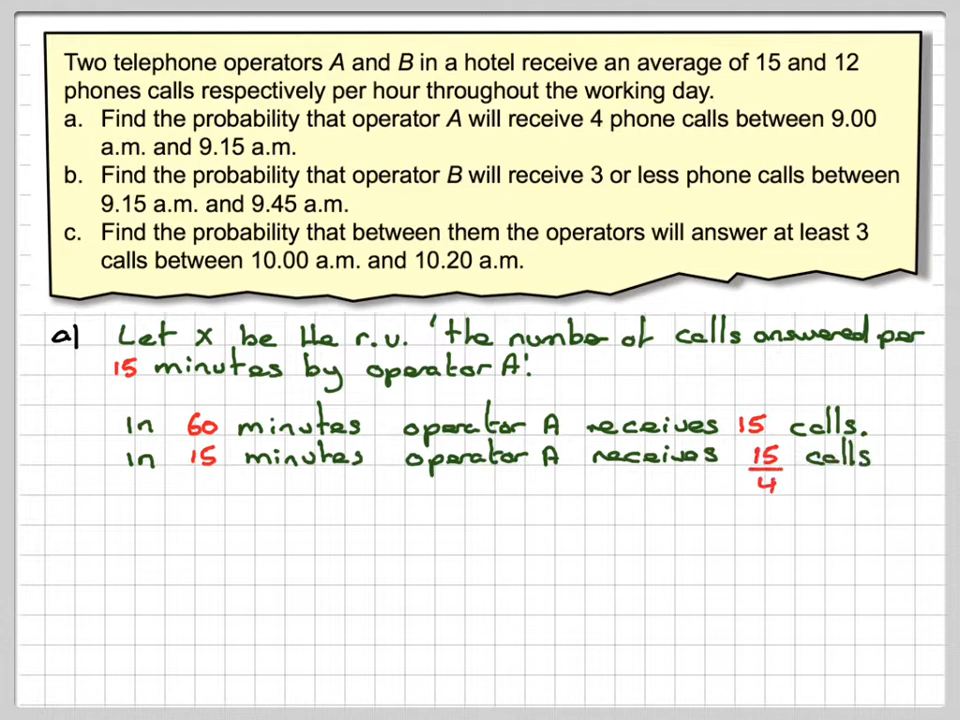 Two telephone operators A and B in a hotel receive an average of 15 and 12
phones calls respectively per hour throughout the working day.
a. Find the probability that operator A will receive 4 phone calls between 9.00
a.m. and 9.15 a.m.
b. Find the probability that operator B will receive 3 or less phone calls between
9.15 a.m. and 9.45 a.m.
c. Find the probability that between them the operators will answer at least 3
calls between 10.00 a.m. and 10.20 a.m.
a) Let X be the r.v. 'the number of calls answered per
15 minutes by operator A'.
In 60 minutes operator A receives 15 calls.
In 15 minutes operator A receives 15/4 calls